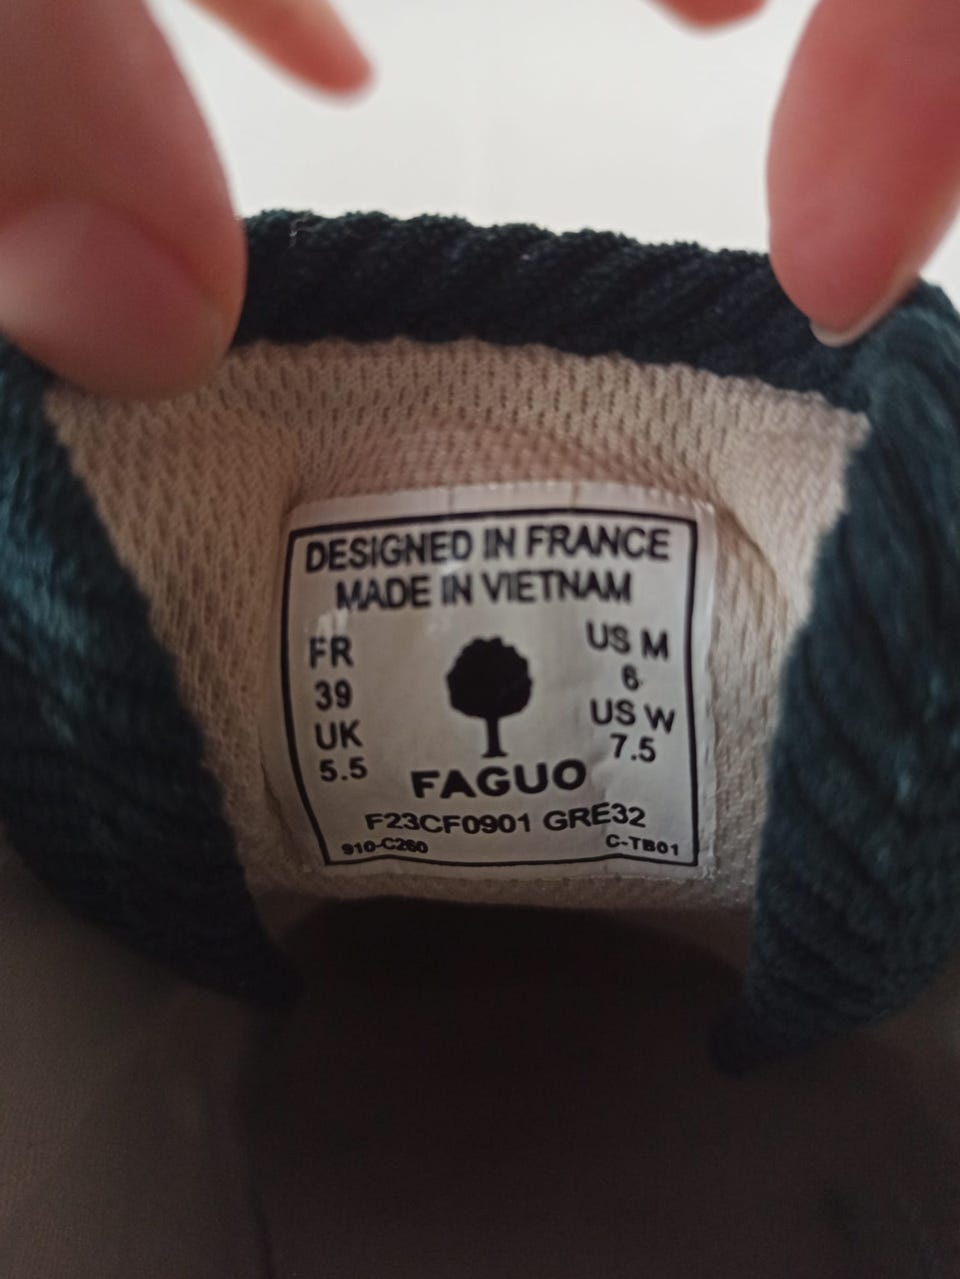 DESIGNED IN FRANCE
MADE IN VIETNAM
FR
39
UK
5.5
US M
6
US W
7.5
FAGUO
F23CF0901 GRE32
910-C260 C-TB01